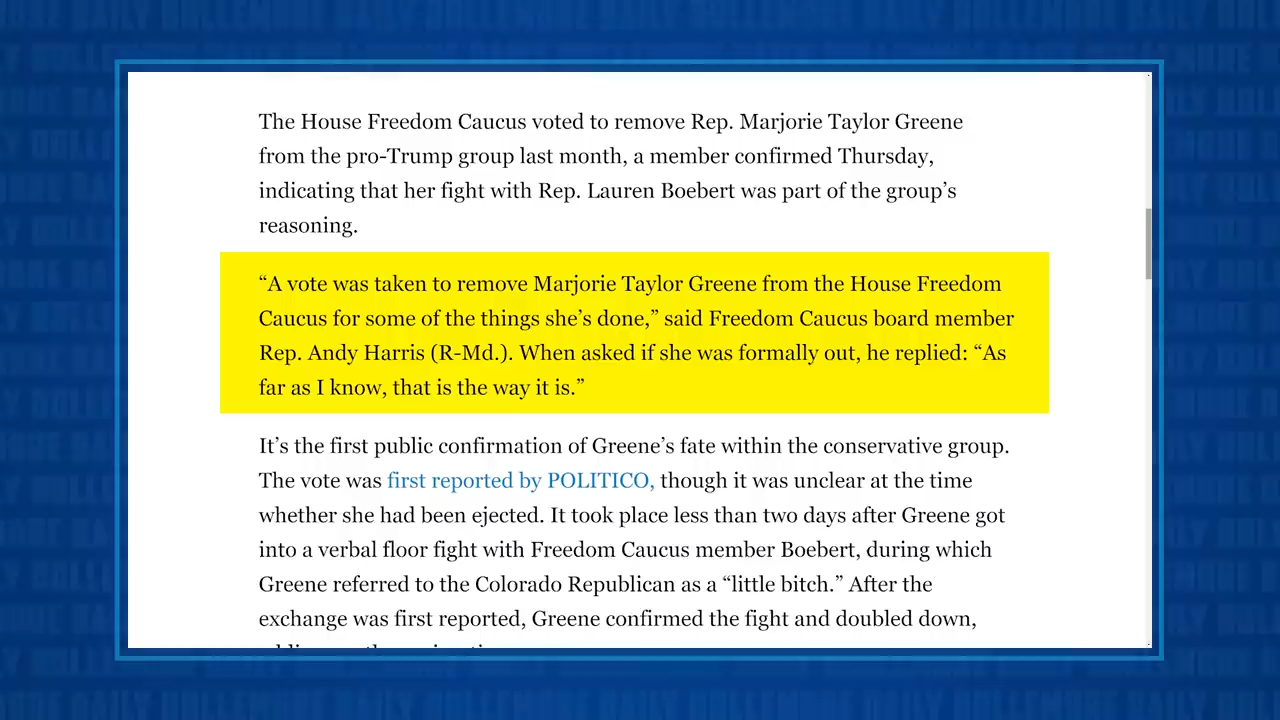 The House Freedom Caucus voted to remove Rep. Marjorie Taylor Greene
from the pro-Trump group last month, a member confirmed Thursday,
indicating that her fight with Rep. Lauren Boebert was part of the group’s
reasoning.
“A vote was taken to remove Marjorie Taylor Greene from the House Freedom
Caucus for some of the things she’s done,” said Freedom Caucus board member
Rep. Andy Harris (R-Md.). When asked if she was formally out, he replied: “As
far as I know, that is the way it is.”
It’s the first public confirmation of Greene’s fate within the conservative group.
The vote was first reported by POLITICO, though it was unclear at the time
whether she had been ejected. It took place less than two days after Greene got
into a verbal floor fight with Freedom Caucus member Boebert, during which
Greene referred to the Colorado Republican as a “little bitch.” After the
exchange was first reported, Greene confirmed the fight and doubled down,